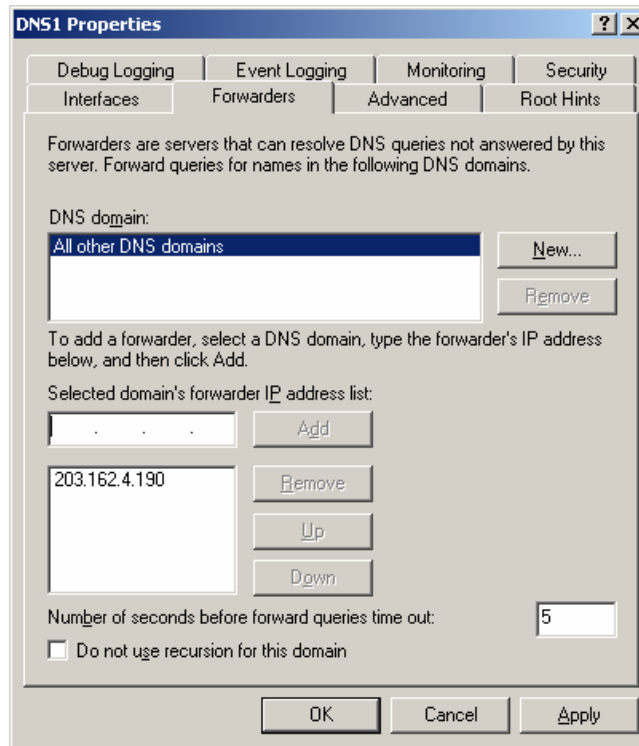 DNS1 Properties
Debug Logging Event Logging Monitoring Security
Interfaces Forwarders Advanced Root Hints
Forwarders are servers that can resolve DNS queries not answered by this
server. Forward queries for names in the following DNS domains.
DNS domain:
All other DNS domains
New...
Remove
To add a forwarder, select a DNS domain, type the forwarder's IP address
below, and then click Add.
Selected domain's forwarder IP address list:
. . . Add
203.162.4.190
Remove
Up
Down
Number of seconds before forward queries time out: 5
Do not use recursion for this domain
OK Cancel Apply